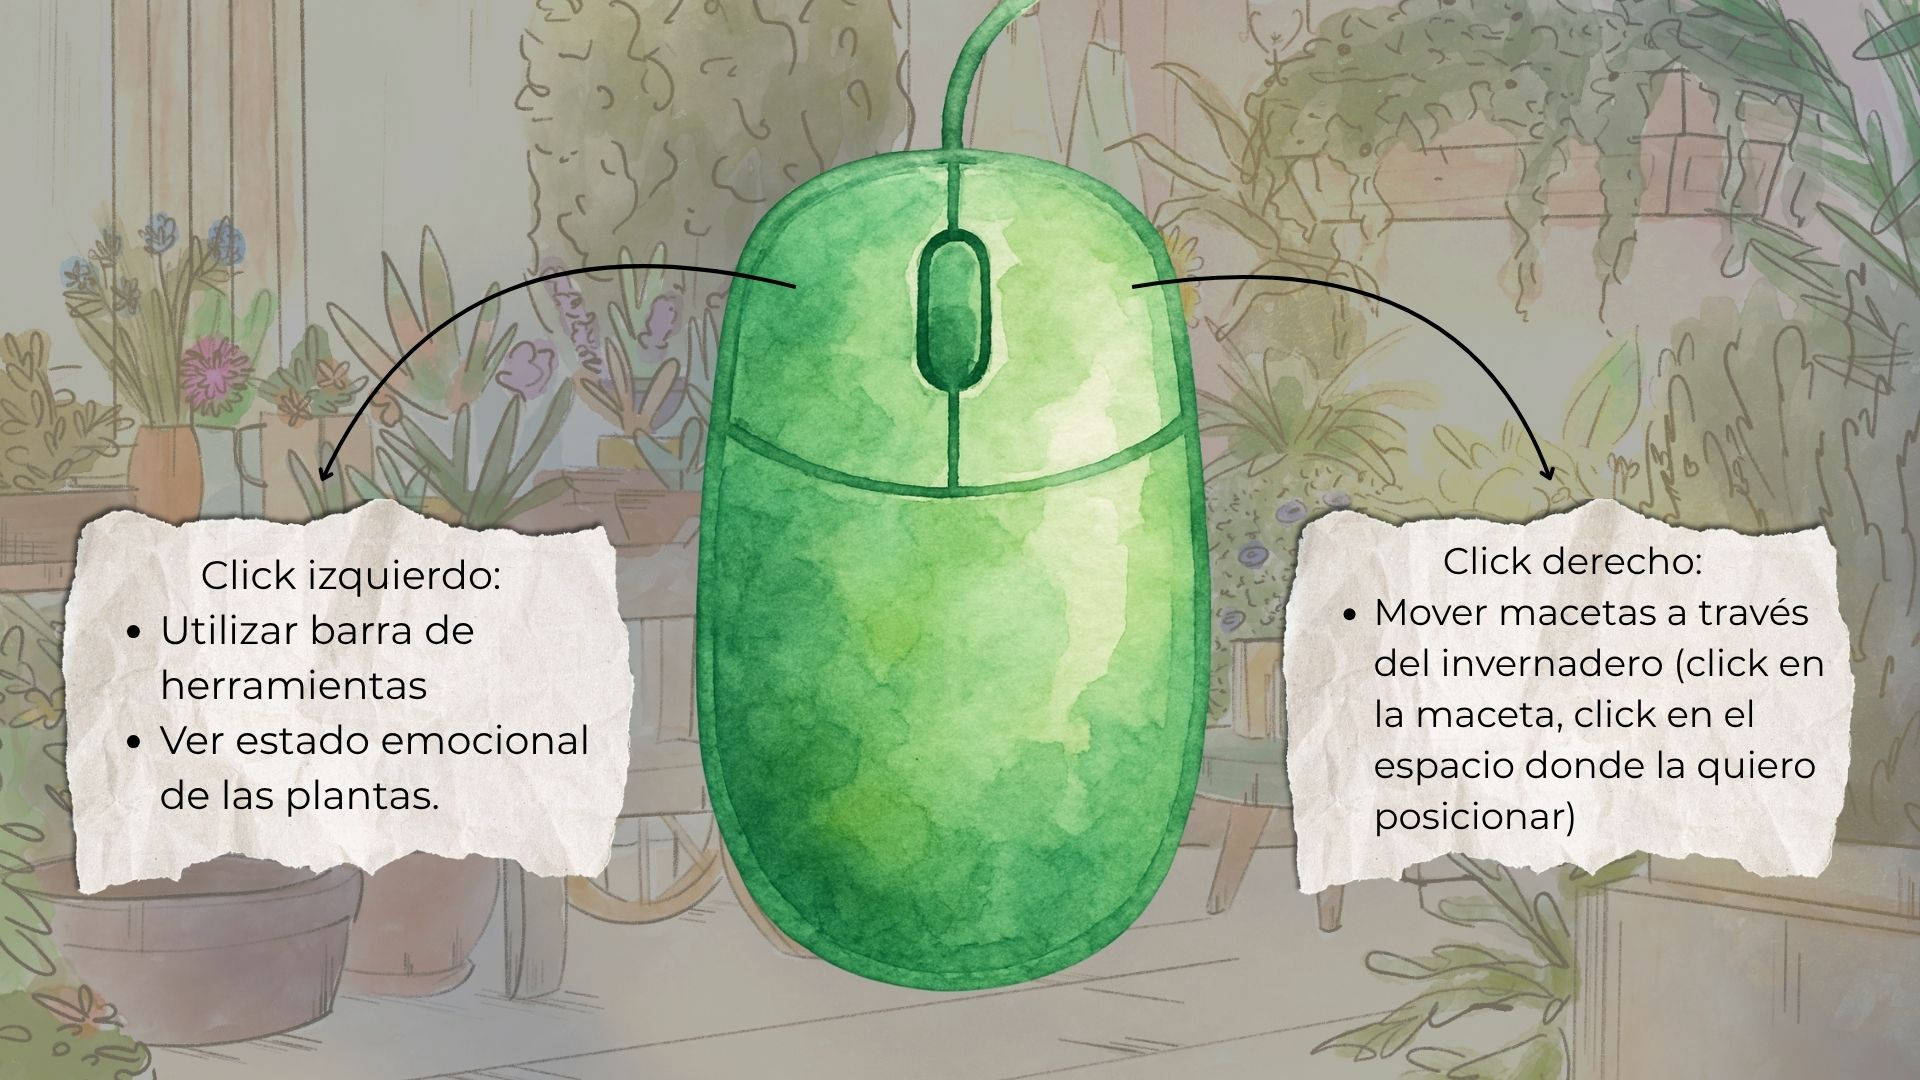 Click izquierdo:
• Utilizar barra de
herramientas
• Ver estado emocional
de las plantas.
Click derecho:
• Mover macetas a través
del invernadero (click en
la maceta, click en el
espacio donde la quiero
posicionar)